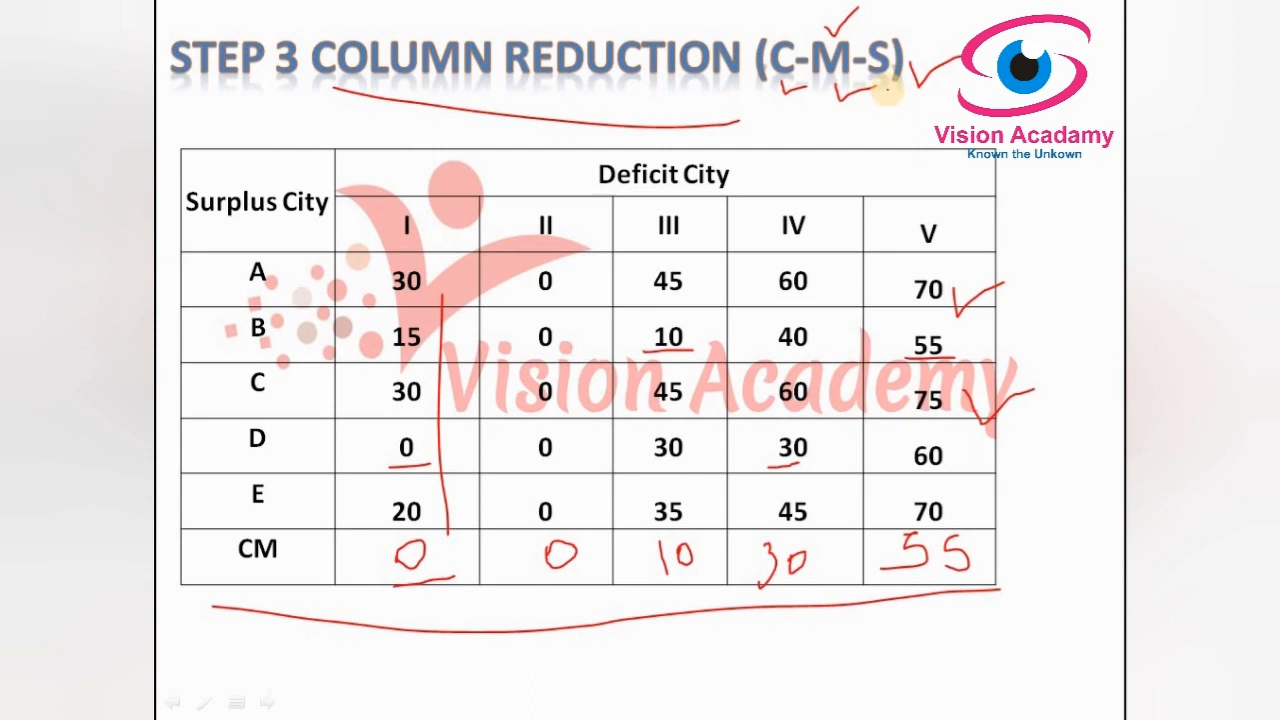 STEP 3 COLUMN REDUCTION (C-M-S)
Vision Acadamy
Known the Unkown
Surplus City Deficit City
I II III IV V
A 30 0 45 60 70
B 15 0 10 40 55
C 30 0 45 60 75
D 0 0 30 30 60
E 20 0 35 45 70
CM 0 0 10 30 55
Vision Academy